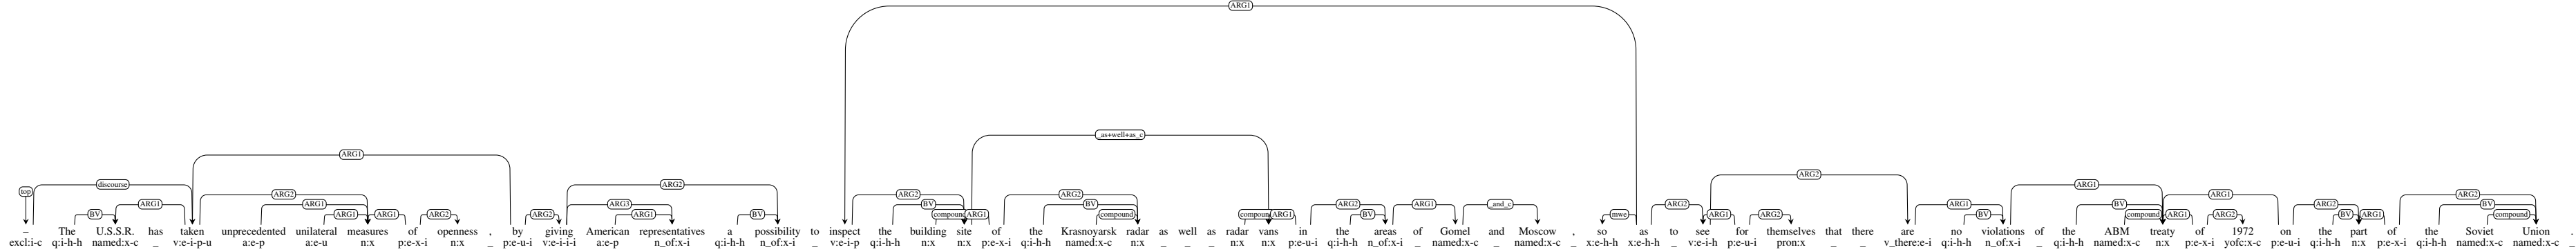 ARG1
_as+well+as_c
ARG1
ARG2
top discourse ARG2 ARG2 ARG2 ARG2 ARG1 ARG1 ARG2
ARG1 ARG1 ARG3 BV BV ARG2 ARG1 _and_c ARG2 ARG1 BV ARG2 BV
BV ARG1 ARG1 ARG2 ARG2 ARG1 BV compound ARG1 compound compound ARG1 BV mwe ARG1 ARG2 BV compound ARG1 ARG2 BV ARG1 compound
– The U.S.S.R. has taken unprecedented unilateral measures of openness , by giving American representatives a possibility to inspect the building site of the Krasnoyarsk radar as well as radar vans in the areas of Gomel and Moscow , so as to see for themselves that there are no violations of the ABM treaty of 1972 on the part of the Soviet Union
excl:i-c q:i-h-h named:x-c _ v:e-i-p-u a:e-p a:e-u n:x p:e-x-i n:x _ p:e-u-i v:e-i-i-i a:e-p n_of:x-i q:i-h-h n_of:x-i _ v:e-i-p q:i-h-h n:x n:x p:e-x-i q:i-h-h named:x-c n:x _ _ _ n:x n:x p:e-u-i q:i-h-h n_of:x-i _ named:x-c _ named:x-c _ x:e-h-h x:e-h-h _ v:e-i-h p:e-u-i pron:x _ _ v_there:e-i q:i-h-h n_of:x-i _ q:i-h-h named:x-c n:x p:e-x-i yofc:x-c p:e-u-i q:i-h-h n:x p:e-x-i q:i-h-h named:x-c named:x-c